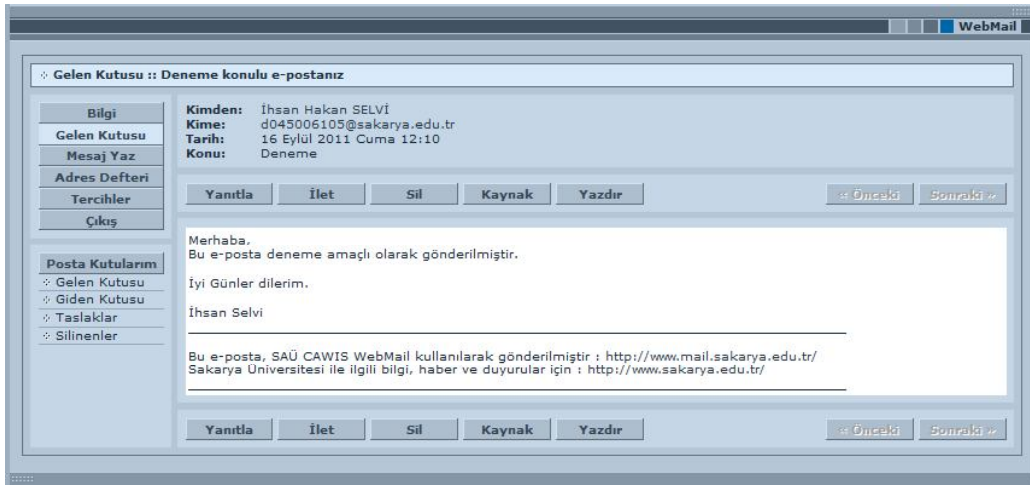 WebMail
Gelen Kutusu :: Deneme konulu e-postanız
Bilgi
Gelen Kutusu
Mesaj Yaz
Adres Defteri
Tercihler
Çıkış
Posta Kutularım
Gelen Kutusu
Giden Kutusu
Taslaklar
Silinenler
Kimden: İhsan Hakan SELVİ
Kime: d045006105@sakarya.edu.tr
Tarih: 16 Eylül 2011 Cuma 12:10
Konu: Deneme
Yanıtla İlet Sil Kaynak Yazdır « Önceki Sonraki »
Merhaba,
Bu e-posta deneme amaçlı olarak gönderilmiştir.
İyi Günler dilerim.
İhsan Selvi
Bu e-posta, SAÜ CAWIS WebMail kullanılarak gönderilmiştir : http://www.mail.sakarya.edu.tr/
Sakarya Üniversitesi ile ilgili bilgi, haber ve duyurular için : http://www.sakarya.edu.tr/
Yanıtla İlet Sil Kaynak Yazdır « Önceki Sonraki »